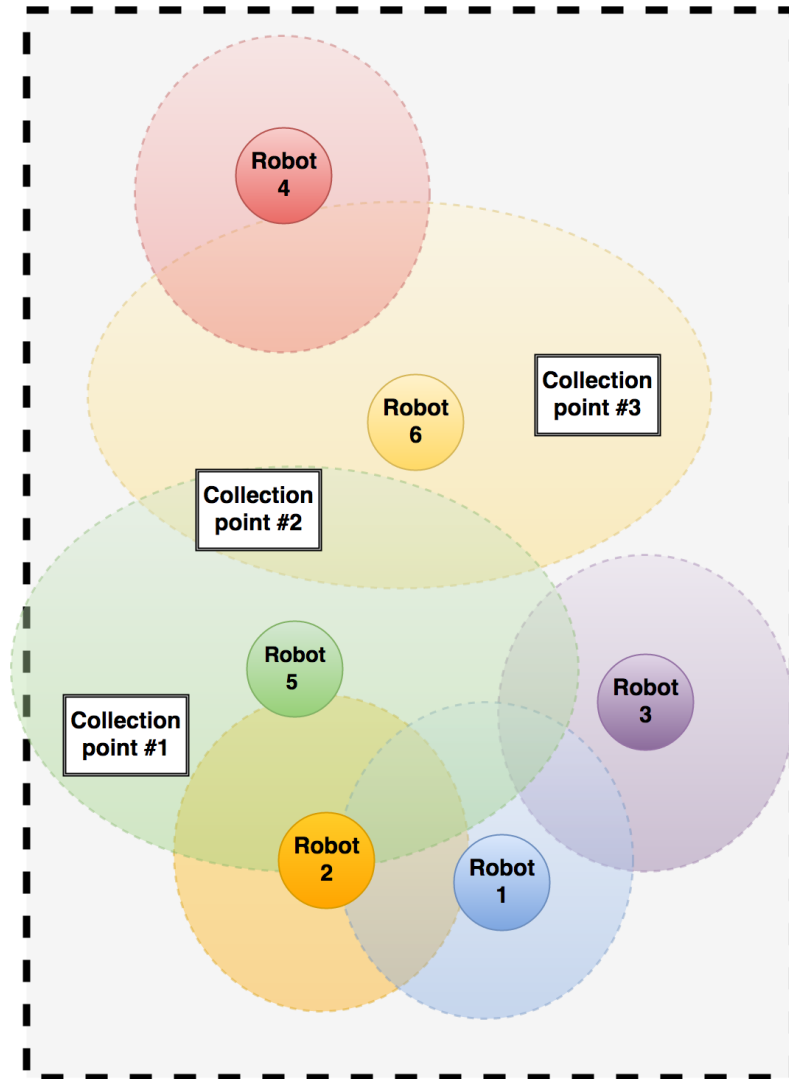 Robot
4
Collection
point #3
Robot
6
Collection
point #2
Robot
5
Robot
3
Collection
point #1
Robot
2
Robot
1